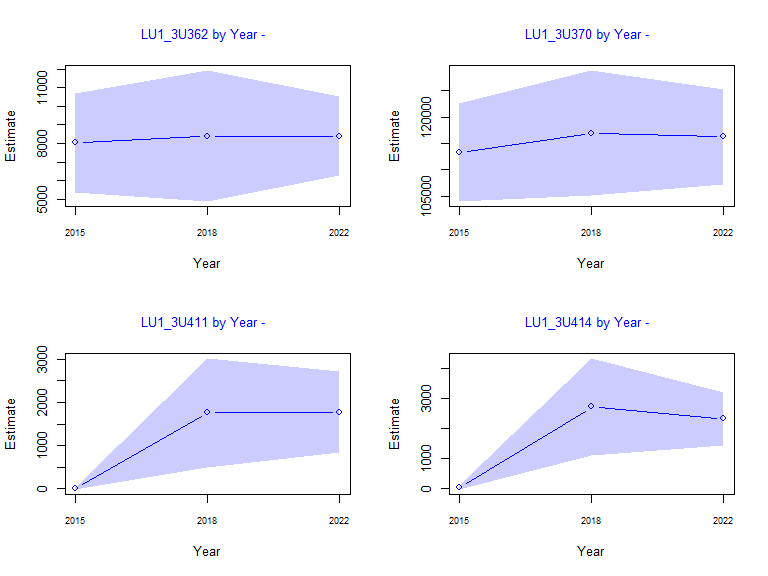 LU1_3U362 by Year -
Estimate
5000
8000
11000
2015
2018
2022
Year
LU1_3U370 by Year -
Estimate
105000
120000
2015
2018
2022
Year
LU1_3U411 by Year -
Estimate
0
1000
2000
3000
2015
2018
2022
Year
LU1_3U414 by Year -
Estimate
0
1000
3000
2015
2018
2022
Year